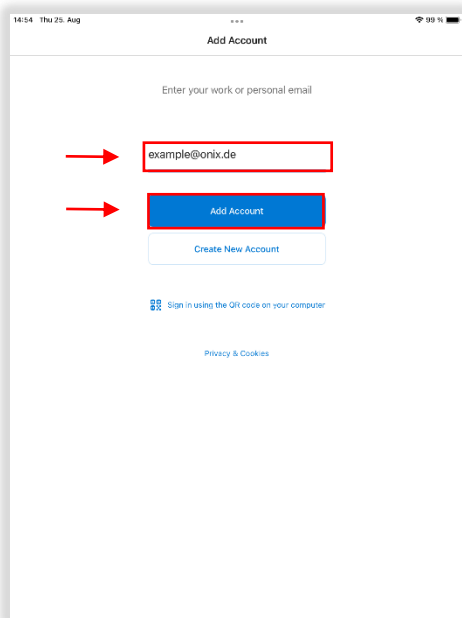 14:54 Thu 25. Aug
99 %
Add Account
Enter your work or personal email
example@onix.de
Add Account
Create New Account
Sign in using the QR code on your computer
Privacy & Cookies